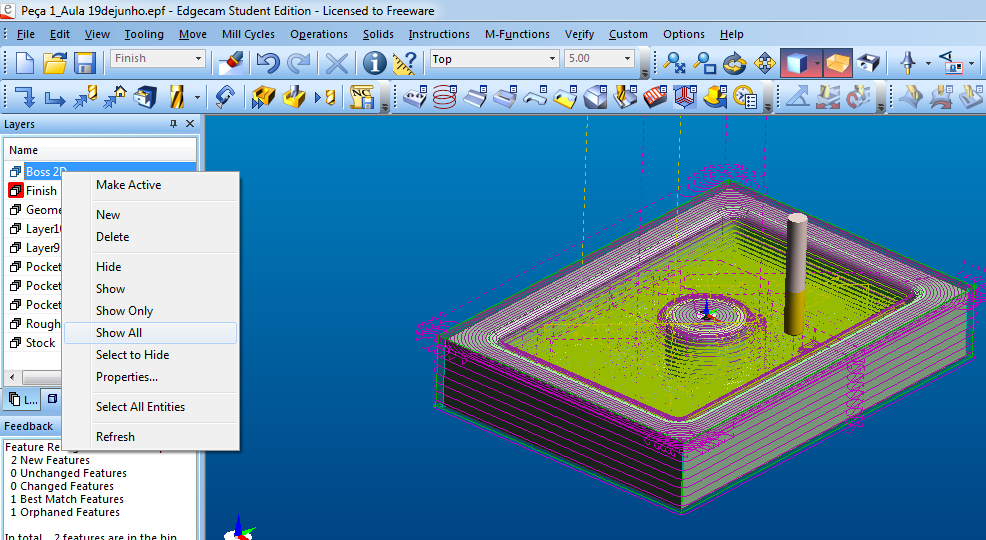 Peça 1_Aula 19dejunho.epf - Edgecam Student Edition - Licensed to Freeware
File Edit View Tooling Move Mill Cycles Operations Solids Instructions M-Functions Verify Custom Options Help
Finish Top 5.00
NC
Layers
Name
Boss 2D
Finish
Geome
Layer10
Layer9
Pocket
Pocket
Pocket
Rough
Stock
Make Active
New
Delete
Hide
Show
Show Only
Show All
Select to Hide
Properties...
Select All Entities
Refresh
L...
Feedback
Feature
2 New Features
0 Unchanged Features
0 Changed Features
1 Best Match Features
1 Orphaned Features
In total 2 features are in the bin